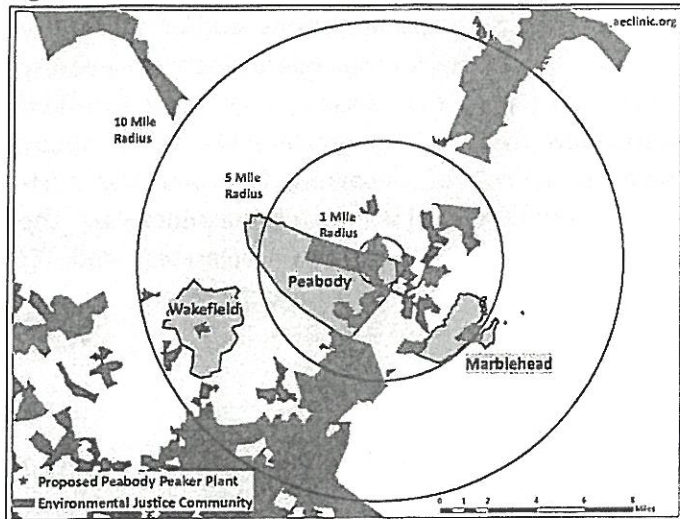 aeclinic.org
10 Mile
Radius
5 Mile
Radius
1 Mile
Radius
Peabody
Wakefield
Marblehead
Proposed Peabody Peaker Plant
Environmental Justice Community
0 1 2 4 6 8
Miles